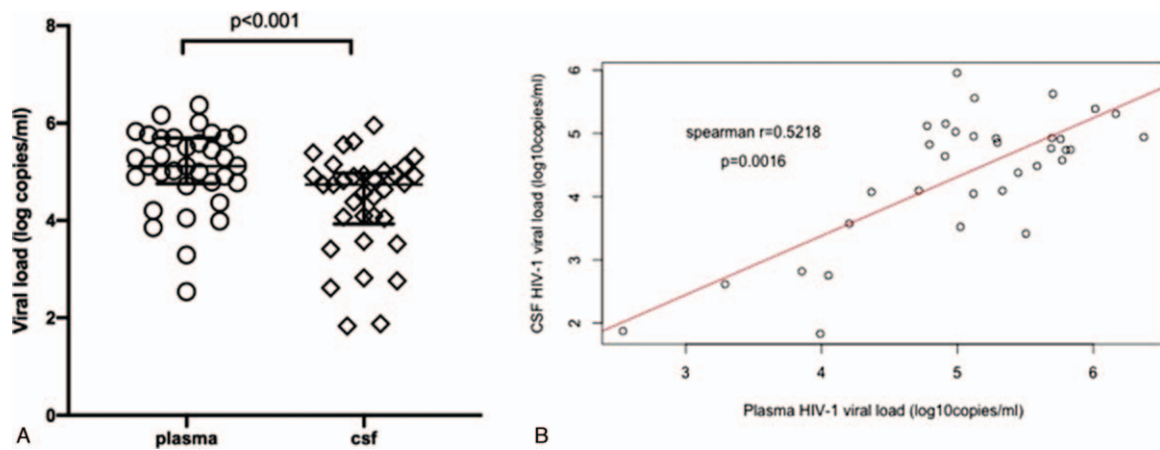 p<0.001
8
6
4
2
0
Viral load (log copies/ml)
plasma
csf
A
spearman r=0.5218
p=0.0016
6
5
4
3
2
CSF HIV-1 viral load (log10copies/ml)
3
4
5
6
Plasma HIV-1 viral load (log10copies/ml)
B